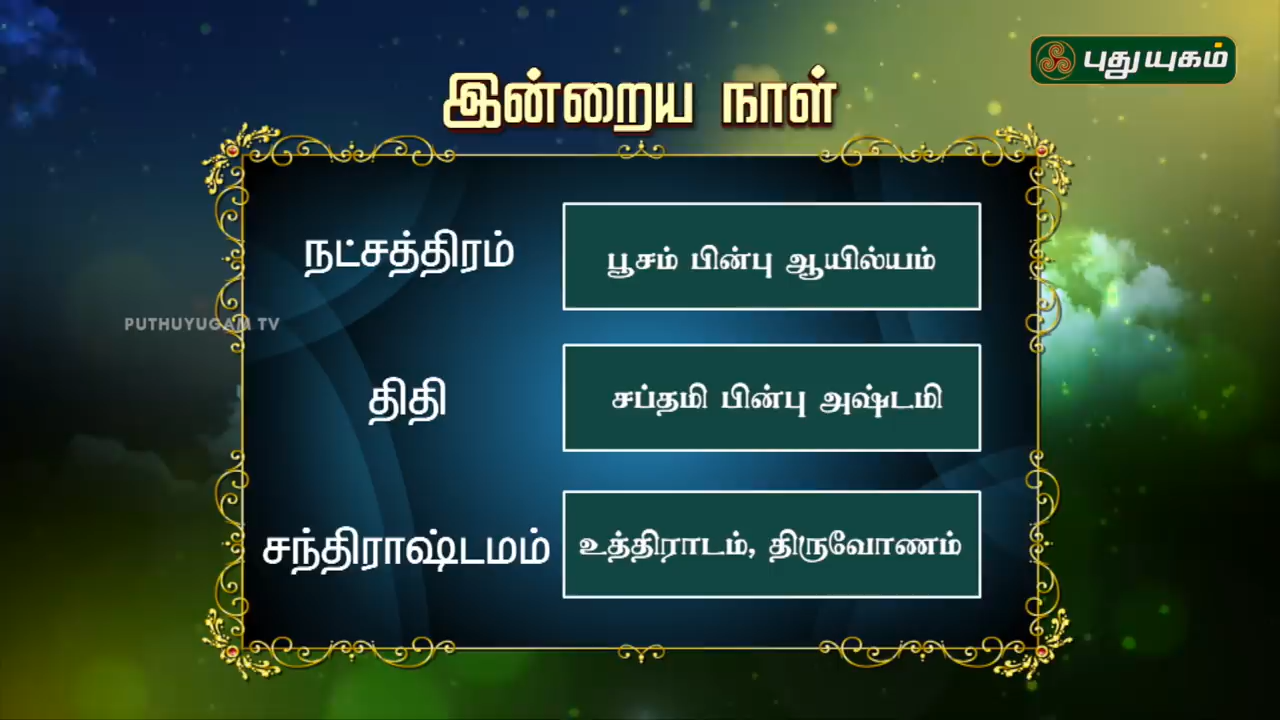 புதுயுகம்
இன்றைய நாள்
நட்சத்திரம் பூசம் பின்பு ஆயில்யம்
PUTHUYUGAM TV
திதி சப்தமி பின்பு அஷ்டமி
சந்திராஷ்டமம் உத்திராடம், திருவோணம்